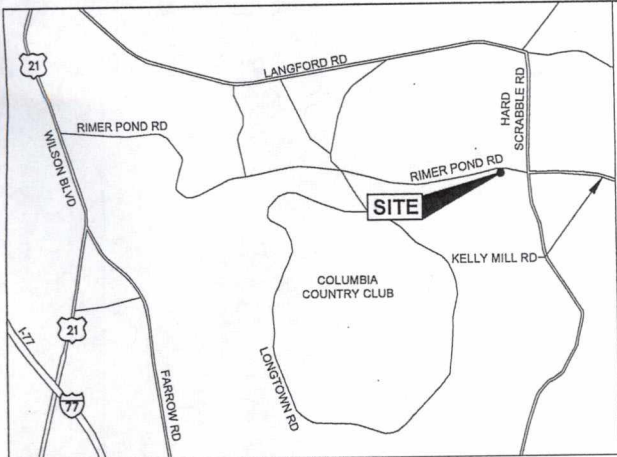 21
LANGFORD RD
HARD
SCRABBLE RD
RIMER POND RD
WILSON BLVD
RIMER POND RD
SITE
KELLY MILL RD
COLUMBIA
COUNTRY CLUB
21
I-77
77
FARROW RD
LONGTOWN RD